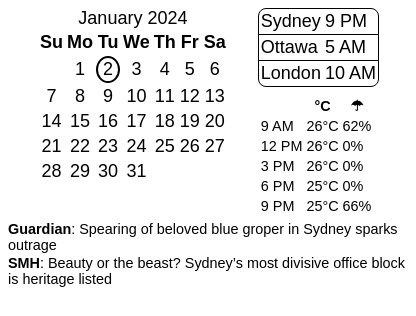 January 2024
Su Mo Tu We Th Fr Sa
1 2 3 4 5 6
7 8 9 10 11 12 13
14 15 16 17 18 19 20
21 22 23 24 25 26 27
28 29 30 31
Sydney 9 PM
Ottawa 5 AM
London 10 AM
°C ☂
9 AM 26°C 62%
12 PM 26°C 0%
3 PM 26°C 0%
6 PM 25°C 0%
9 PM 25°C 66%
Guardian: Spearing of beloved blue groper in Sydney sparks
outrage
SMH: Beauty or the beast? Sydney’s most divisive office block
is heritage listed